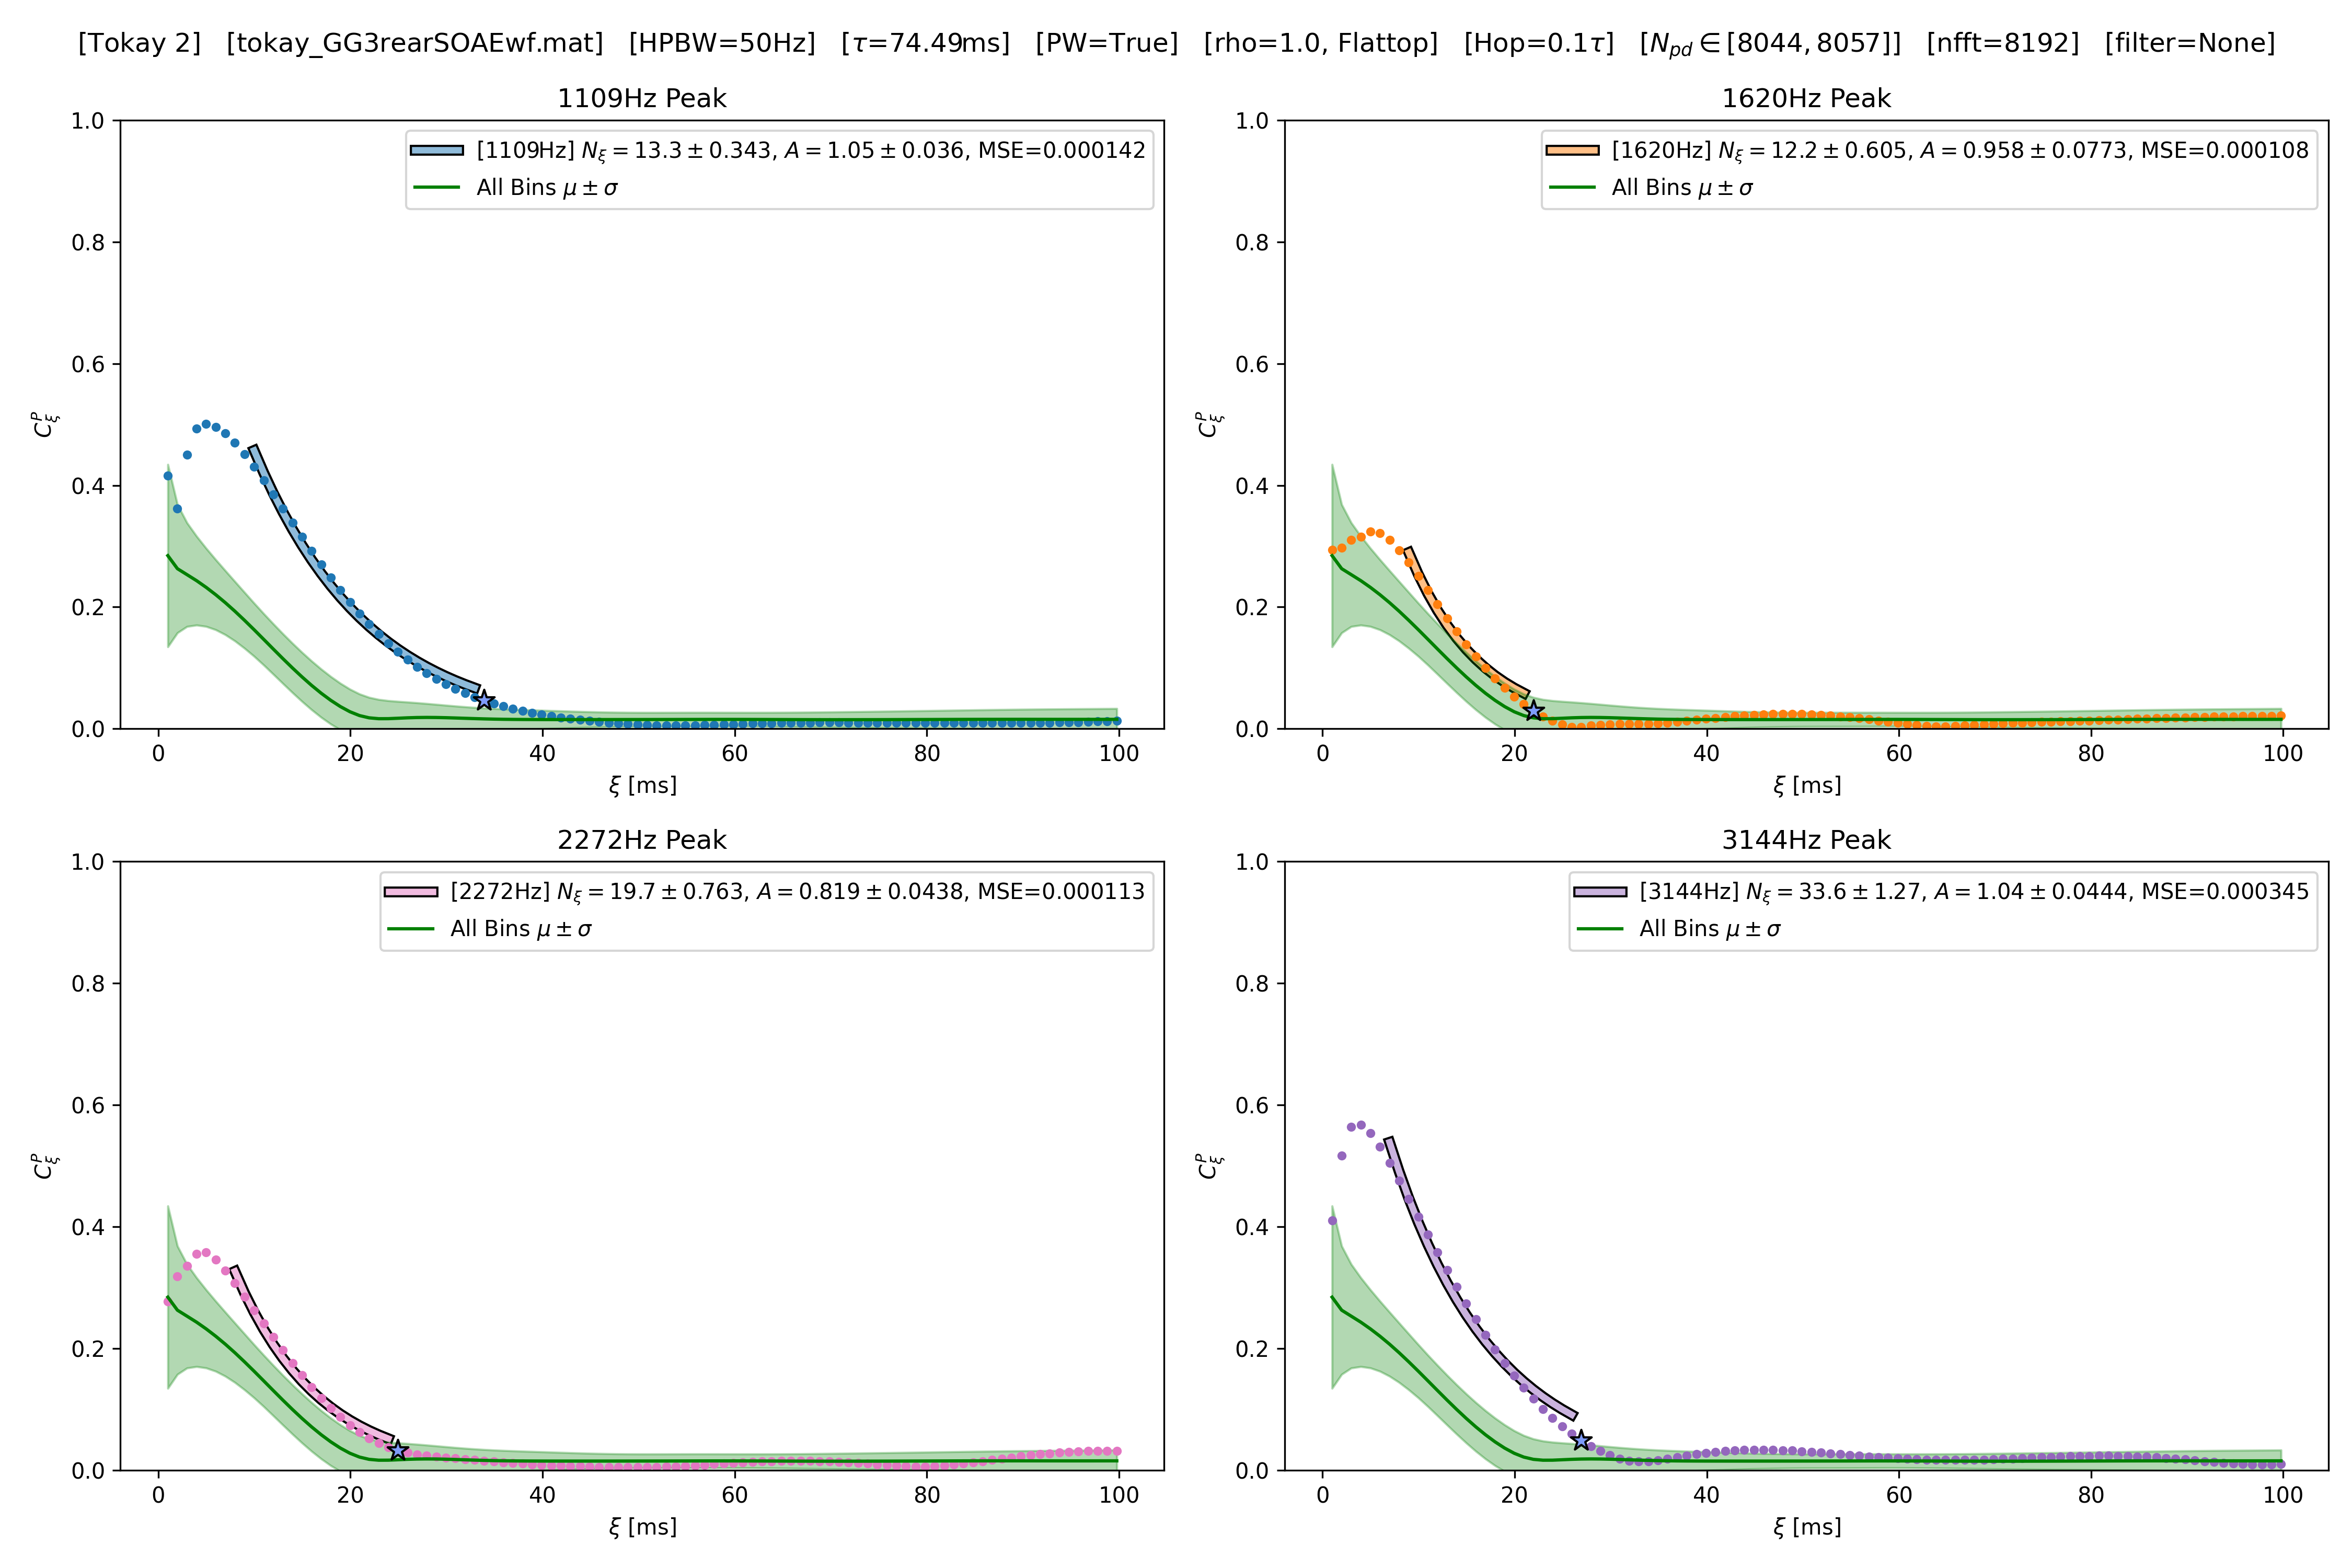 [Tokay 2] [tokay_GG3rearSOAEwf.mat] [HPBW=50Hz] [τ=74.49ms] [PW=True] [rho=1.0, Flattop] [Hop=0.1τ] [N_pd ∈ [8044, 8057]] [nfft=8192] [filter=None]
1109Hz Peak
[1109Hz] N_ξ = 13.3 ± 0.343, A = 1.05 ± 0.036, MSE=0.000142
All Bins μ ± σ
1.0
0.8
0.6
0.4
0.2
0.0
C_ξ^P
0 20 40 60 80 100
ξ [ms]
1620Hz Peak
[1620Hz] N_ξ = 12.2 ± 0.605, A = 0.958 ± 0.0773, MSE=0.000108
All Bins μ ± σ
1.0
0.8
0.6
0.4
0.2
0.0
C_ξ^P
0 20 40 60 80 100
ξ [ms]
2272Hz Peak
[2272Hz] N_ξ = 19.7 ± 0.763, A = 0.819 ± 0.0438, MSE=0.000113
All Bins μ ± σ
1.0
0.8
0.6
0.4
0.2
0.0
C_ξ^P
0 20 40 60 80 100
ξ [ms]
3144Hz Peak
[3144Hz] N_ξ = 33.6 ± 1.27, A = 1.04 ± 0.0444, MSE=0.000345
All Bins μ ± σ
1.0
0.8
0.6
0.4
0.2
0.0
C_ξ^P
0 20 40 60 80 100
ξ [ms]